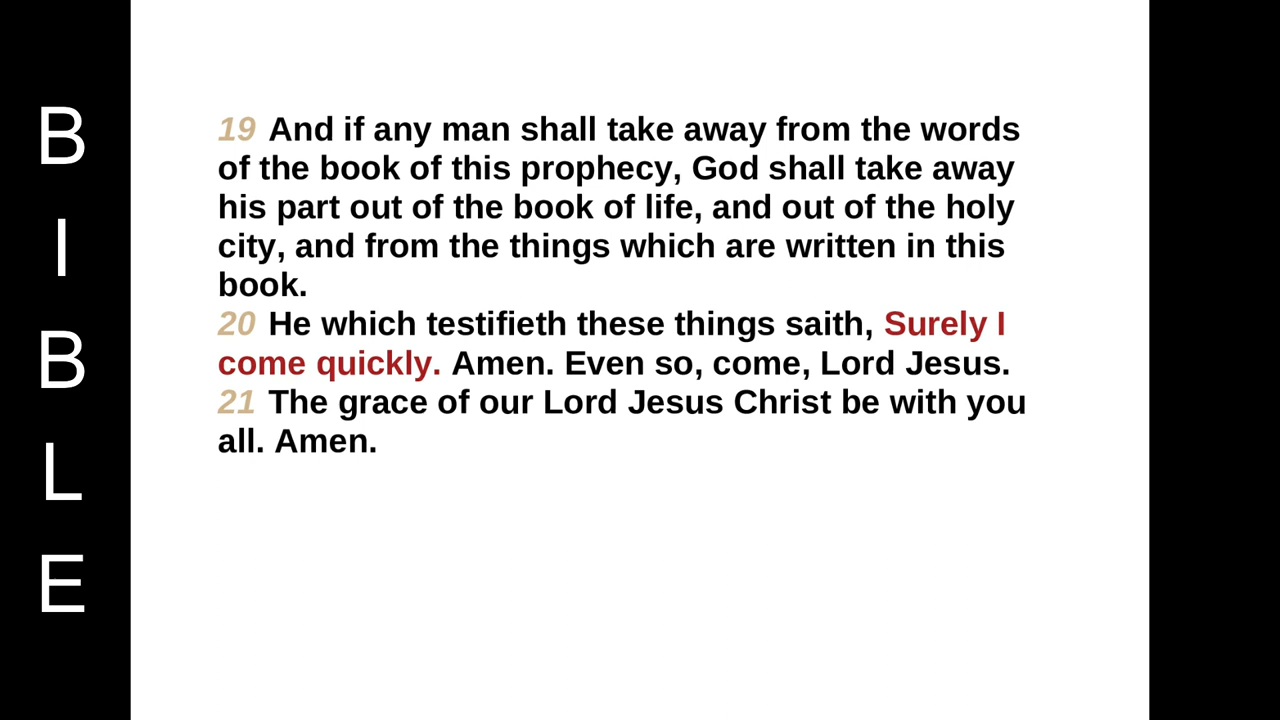 BIBLE
19 And if any man shall take away from the words
of the book of this prophecy, God shall take away
his part out of the book of life, and out of the holy
city, and from the things which are written in this
book.
20 He which testifieth these things saith, Surely I
come quickly. Amen. Even so, come, Lord Jesus.
21 The grace of our Lord Jesus Christ be with you
all. Amen.